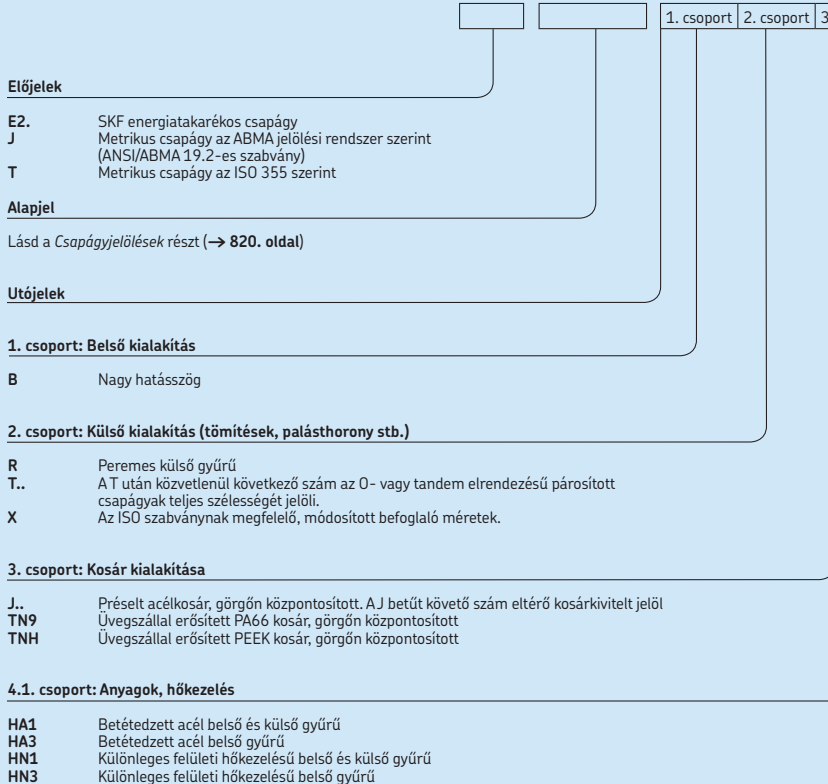 1. csoport 2. csoport 3
Előjelek
E2. SKF energiatakarékos csapágy
J Metrikus csapágy az ABMA jelölési rendszer szerint
(ANSI/ABMA 19.2-es szabvány)
T Metrikus csapágy az ISO 355 szerint
Alapjel
Lásd a Csapágyjelölések részt (→ 820. oldal)
Utójelek
1. csoport: Belső kialakítás
B Nagy hatásszög
2. csoport: Külső kialakítás (tömítések, palásthorony stb.)
R Peremes külső gyűrű
T.. A T után közvetlenül következő szám az O- vagy tandem elrendezésű párosított
csapágyak teljes szélességét jelöli.
X Az ISO szabványnak megfelelő, módosított befoglaló méretek.
3. csoport: Kosár kialakítása
J.. Préselt acélkosár, görgőn központosított. A J betűt követő szám eltérő kosárkivitelt jelöl
TN9 Üvegszállal erősített PA66 kosár, görgőn központosított
TNH Üvegszállal erősített PEEK kosár, görgőn központosított
4.1. csoport: Anyagok, hőkezelés
HA1 Betétedzett acél belső és külső gyűrű
HA3 Betétedzett acél belső gyűrű
HN1 Különleges felületi hőkezelésű belső és külső gyűrű
HN3 Különleges felületi hőkezelésű belső gyűrű